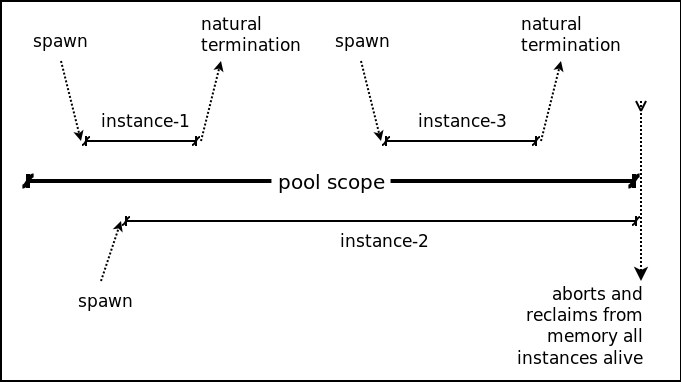 spawn
natural
termination
spawn
natural
termination
instance-1
instance-3
pool scope
instance-2
spawn
aborts and
reclaims from
memory all
instances alive